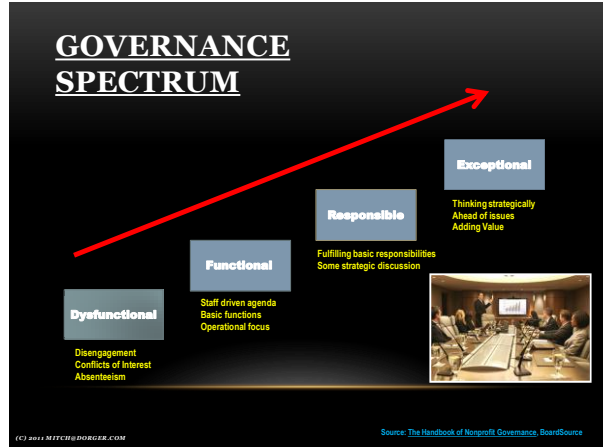 GOVERNANCE
SPECTRUM
Exceptional
Thinking strategically
Ahead of issues
Adding Value
Responsible
Fulfilling basic responsibilities
Some strategic discussion
Functional
Staff driven agenda
Basic functions
Operational focus
Dysfunctional
Disengagement
Conflicts of Interest
Absenteeism
(C) 2011 MITCH@DORGER.COM
Source: The Handbook of Nonprofit Governance, BoardSource